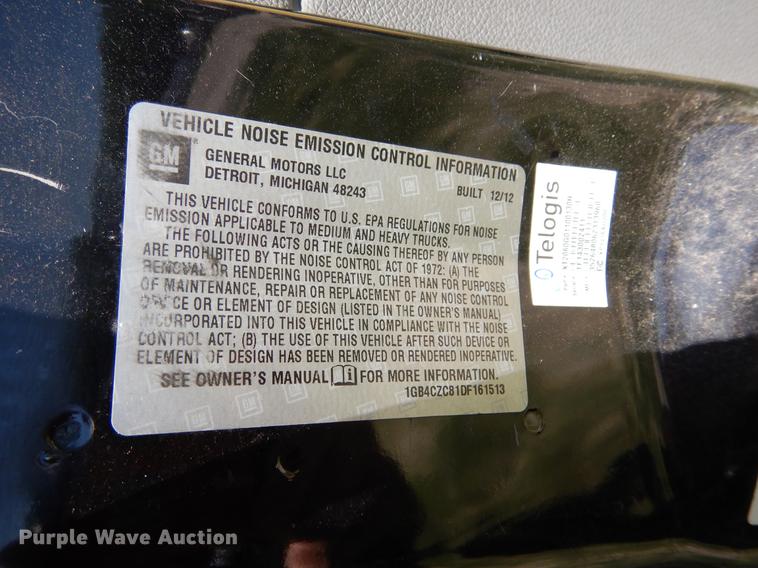 VEHICLE NOISE EMISSION CONTROL INFORMATION
GM
GENERAL MOTORS LLC
DETROIT, MICHIGAN 48243
BUILT 12/12
THIS VEHICLE CONFORMS TO U.S. EPA REGULATIONS FOR NOISE
EMISSION APPLICABLE TO MEDIUM AND HEAVY TRUCKS.
THE FOLLOWING ACTS OR THE CAUSING THEREOF BY ANY PERSON
ARE PROHIBITED BY THE NOISE CONTROL ACT OF 1972: (A) THE
REMOVAL OR RENDERING INOPERATIVE, OTHER THAN FOR PURPOSES
OF MAINTENANCE, REPAIR OR REPLACEMENT OF ANY NOISE CONTROL
DEVICE OR ELEMENT OF DESIGN (LISTED IN THE OWNER'S MANUAL)
INCORPORATED INTO THIS VEHICLE IN COMPLIANCE WITH THE NOISE
CONTROL ACT; (B) THE USE OF THIS VEHICLE AFTER SUCH DEVICE OR
ELEMENT OF DESIGN HAS BEEN REMOVED OR RENDERED INOPERATIVE.
SEE OWNER'S MANUAL FOR MORE INFORMATION.
1GB4CZC81DF161513
Telogis
Purple Wave Auction